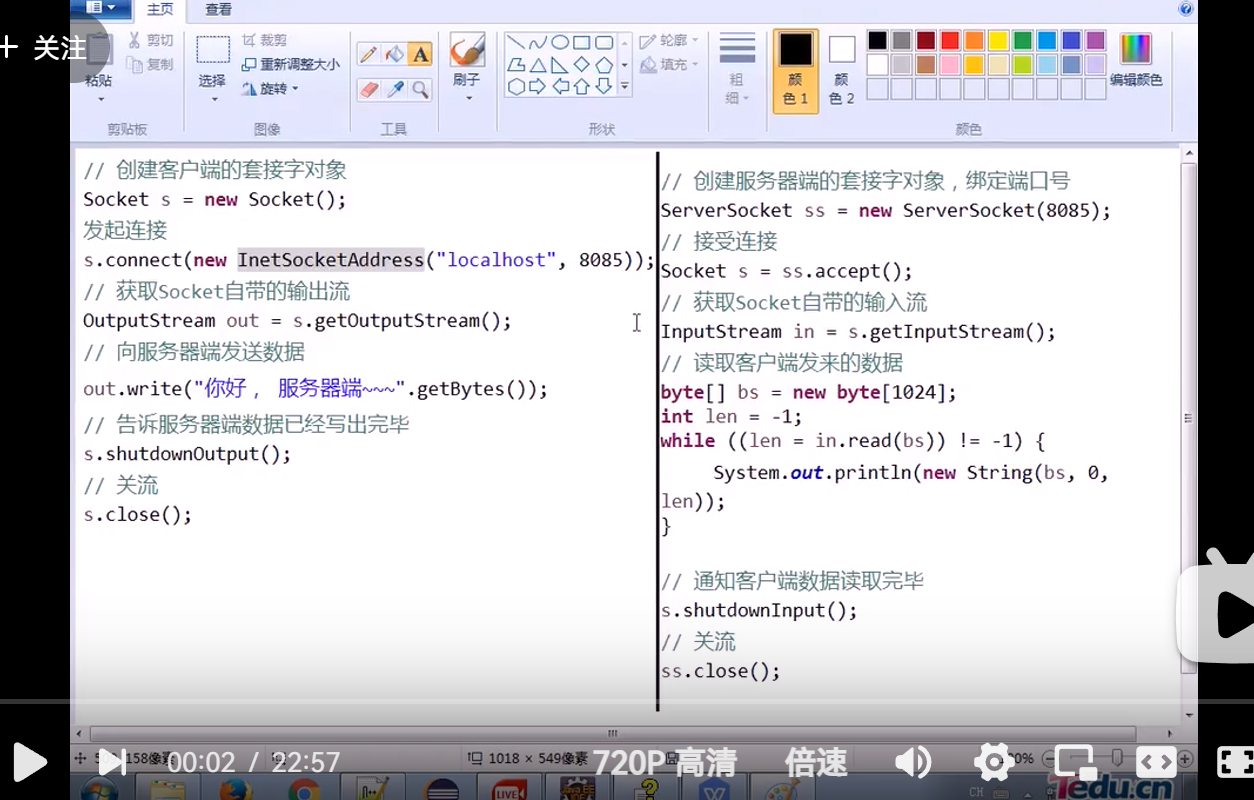 主页 查看
+ 关注
粘贴
剪切
复制
剪贴板
选择
裁剪
重新调整大小
旋转
图像
A
工具
刷子
轮廓
填充
形状
粗
细
颜
色 1
颜
色 2
编辑颜色
颜色
// 创建客户端的套接字对象
Socket s = new Socket();
发起连接
s.connect(new InetSocketAddress("localhost", 8085));
// 获取Socket自带的输出流
OutputStream out = s.getOutputStream();
// 向服务器端发送数据
out.write("你好， 服务器端~~~".getBytes());
// 告诉服务器端数据已经写出完毕
s.shutdownOutput();
// 关流
s.close();
// 创建服务器端的套接字对象，绑定端口号
ServerSocket ss = new ServerSocket(8085);
// 接受连接
Socket s = ss.accept();
// 获取Socket自带的输入流
InputStream in = s.getInputStream();
// 读取客户端发来的数据
byte[] bs = new byte[1024];
int len = -1;
while ((len = in.read(bs)) != -1) {
System.out.println(new String(bs, 0,
len));
}
// 通知客户端数据读取完毕
s.shutdownInput();
// 关流
ss.close();
00:02 / 22:57
1018 × 549像素
720P 高清
倍速
LIVE
CH
1edu.cn